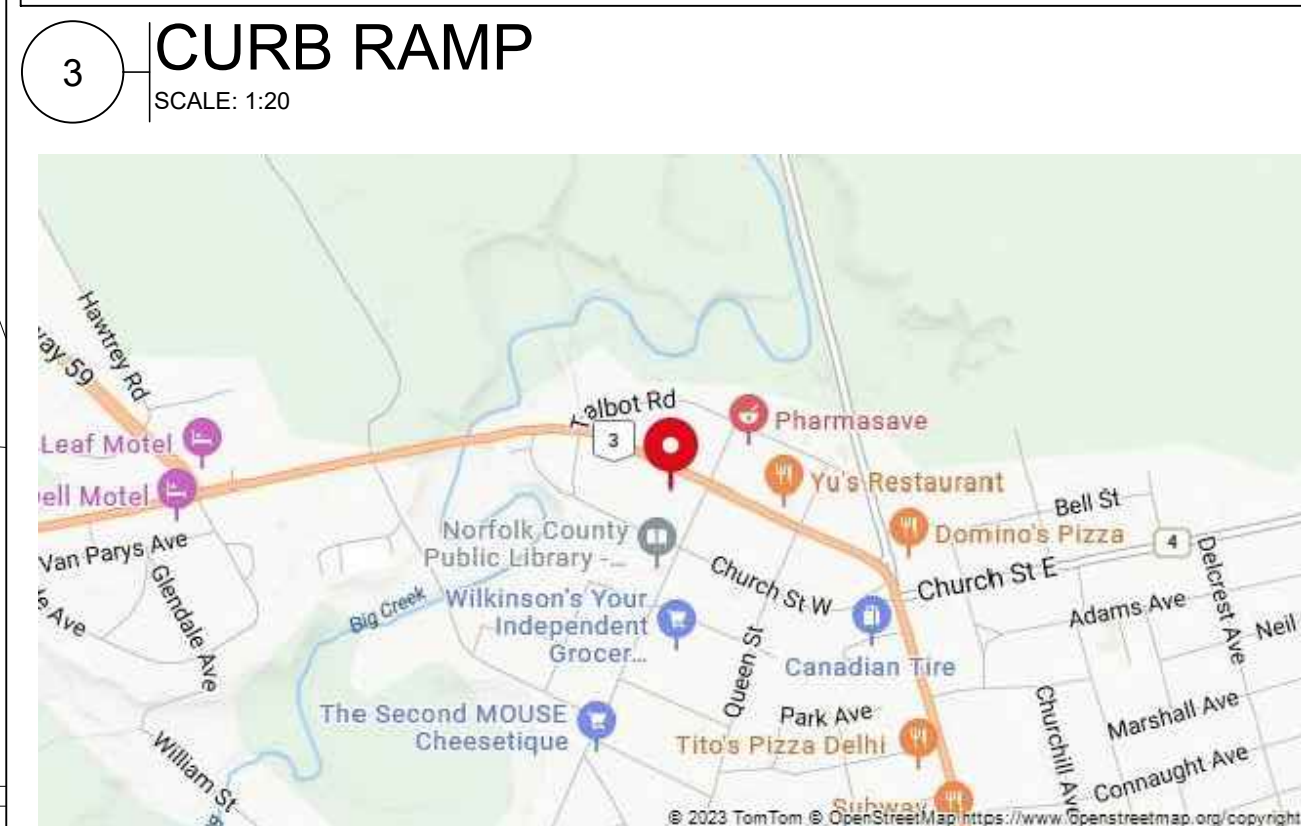 3
CURB RAMP
SCALE: 1:20
Hawtrey Rd
way 59
Talbot Rd
3
Pharmasave
Leaf Motel
ell Motel
Yu's Restaurant
Bell St
Norfolk County
Public Library -...
Domino's Pizza
4
Van Parys Ave
Delcrest Ave
Glendale Ave
Church St W
Church St E
Big Creek
Wilkinson's Your
Independent
Grocer...
Adams Ave
Neil
Ave
Queen St
Canadian Tire
The Second MOUSE
Cheesetique
Park Ave
Churchill Ave
Marshall Ave
Tito's Pizza Delhi
William St
Connaught Ave
Subway
© 2023 TomTom © OpenStreetMap https://www.openstreetmap.org/copyright